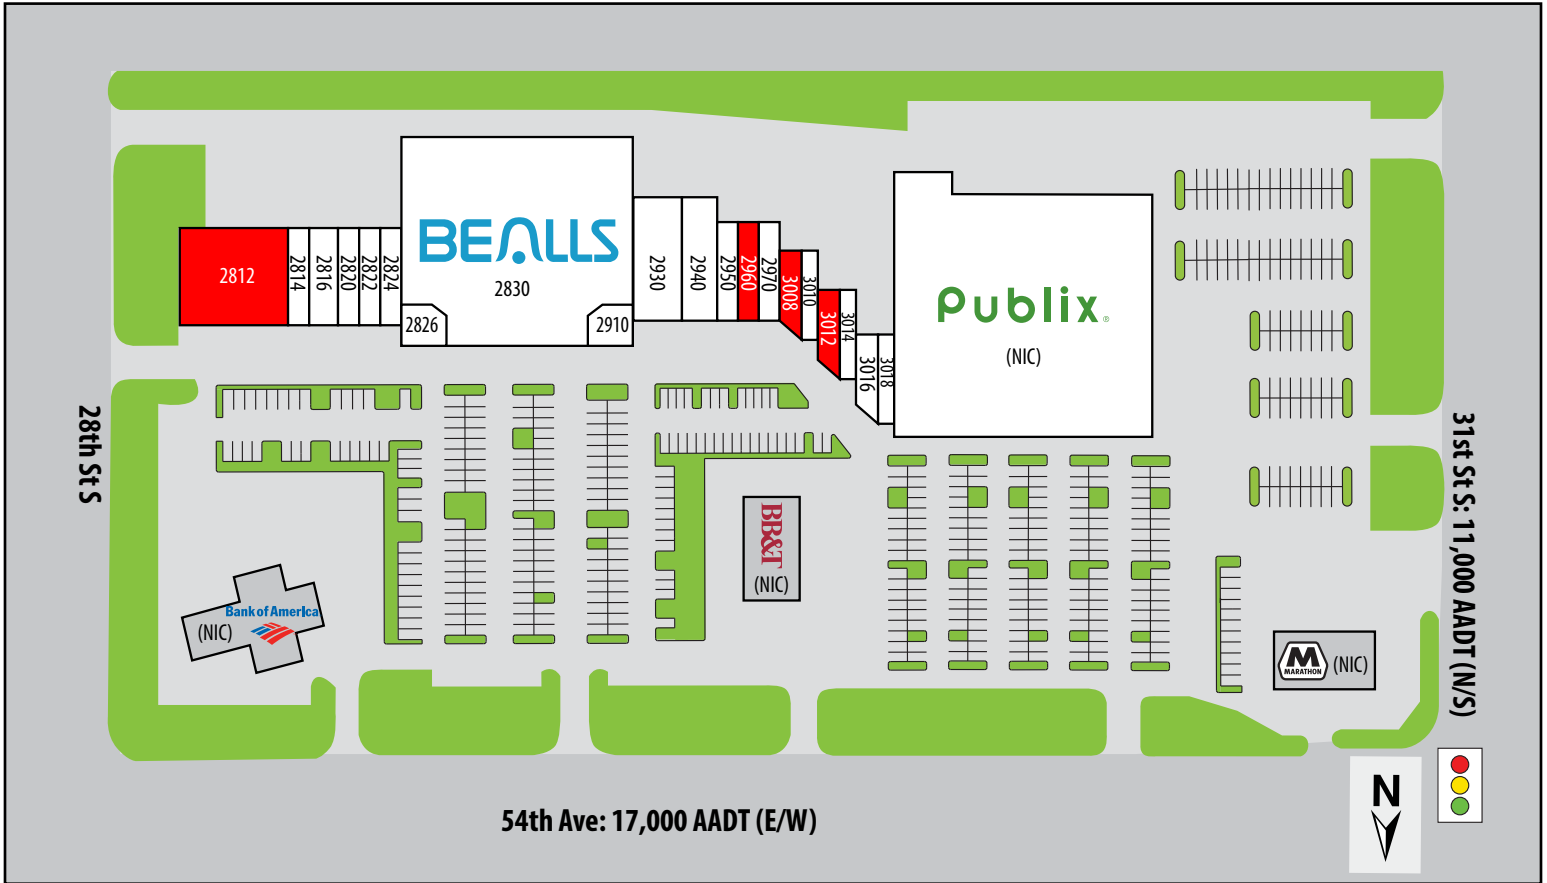 BEALLS
2830
2812
2814
2816
2820
2822
2824
2826
2910
2930
2940
2950
2960
2970
3008
3010
3012
3014
3016
3018
Publix
(NIC)
28th St S
31st St S: 11,000 AADT (N/S)
BB&T
(NIC)
Bank of America
(NIC)
M
MARATHON
(NIC)
54th Ave: 17,000 AADT (E/W)
N